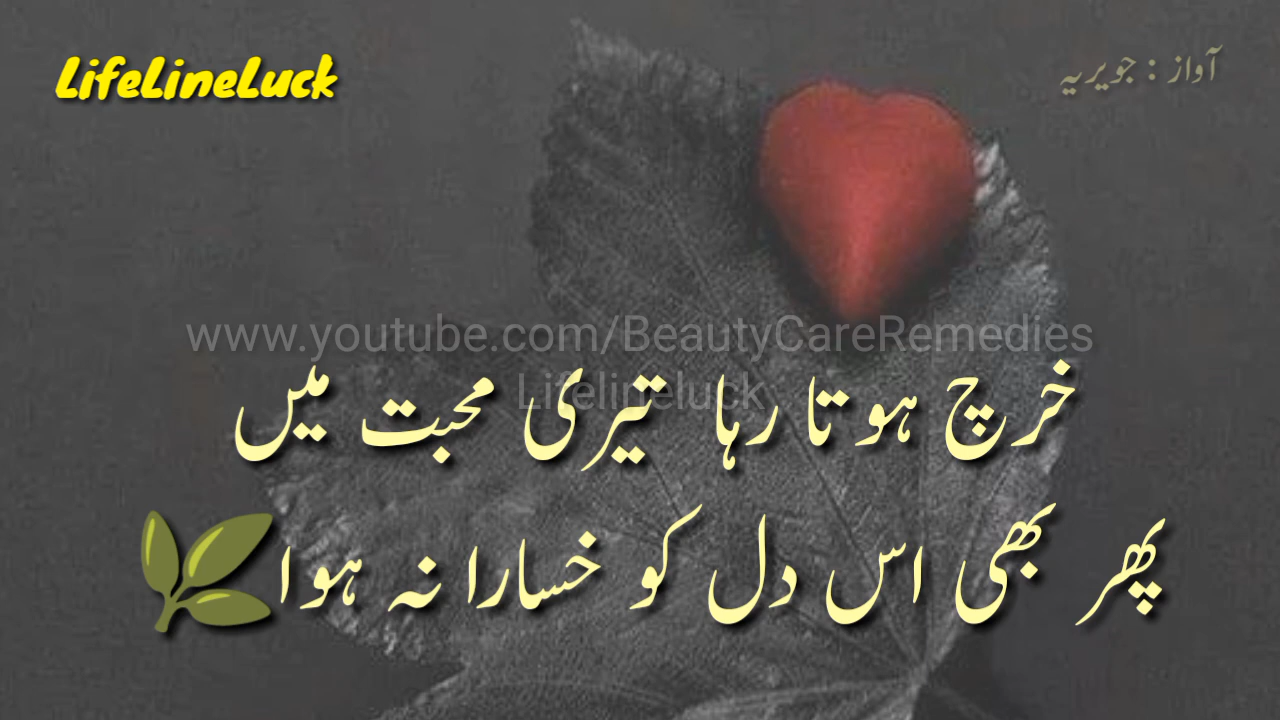 LifeLineLuck
آواز : جویریہ
www.youtube.com/BeautyCareRemedies
Lifelineluck
خرچ ہوتا رہا تیری محبت میں
پھر بھی اس دل کو خسارا نہ ہوا